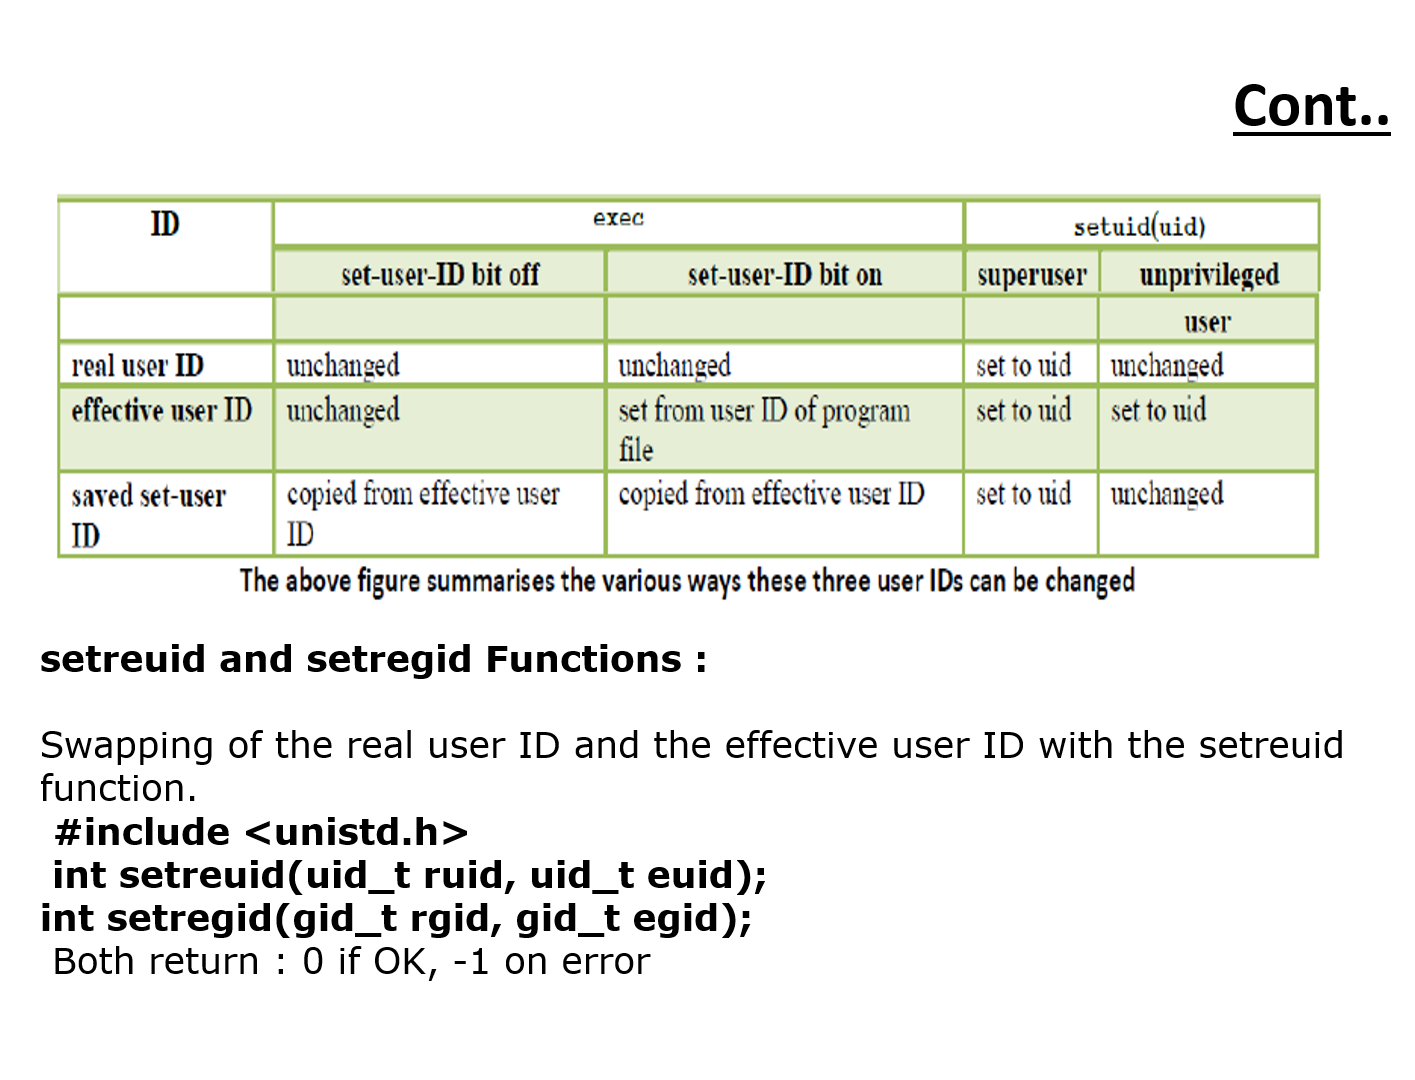 Cont..
ID exec setuid(uid)
set-user-ID bit off set-user-ID bit on superuser unprivileged
user
real user ID unchanged unchanged set to uid unchanged
effective user ID unchanged set from user ID of program set to uid set to uid
file
saved set-user copied from effective user copied from effective user ID set to uid unchanged
ID ID
The above figure summarises the various ways these three user IDs can be changed
setreuid and setregid Functions :
Swapping of the real user ID and the effective user ID with the setreuid
function.
#include <unistd.h>
int setreuid(uid_t ruid, uid_t euid);
int setregid(gid_t rgid, gid_t egid);
Both return : 0 if OK, -1 on error